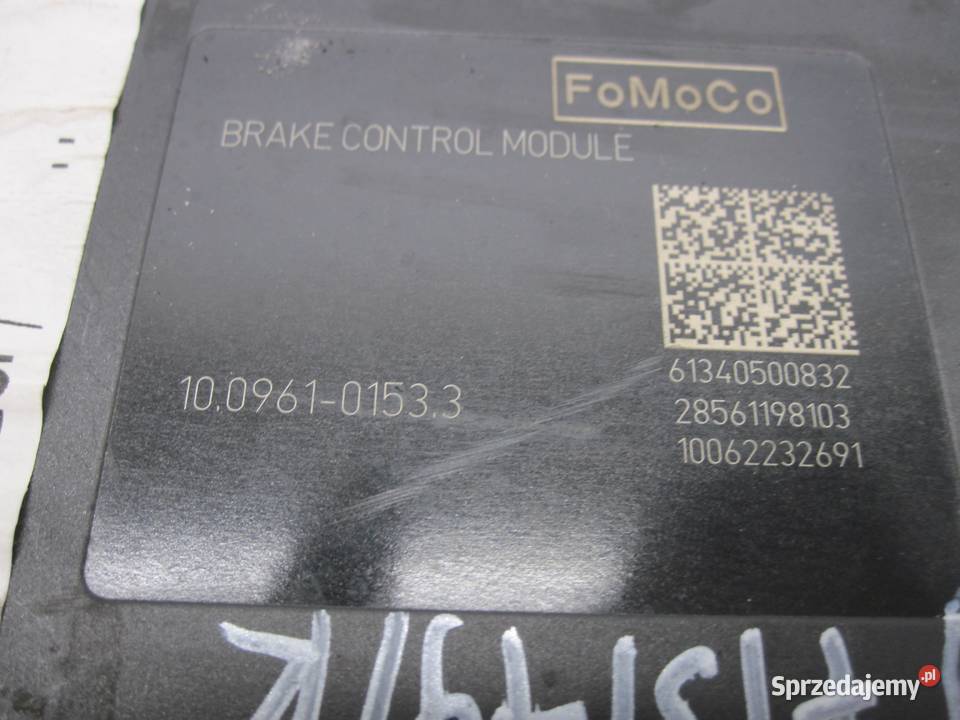 FoMoCo
BRAKE CONTROL MODULE
61340500832
10.0961-0153.3
28561198103
10062232691
Sprzedajemy.pl